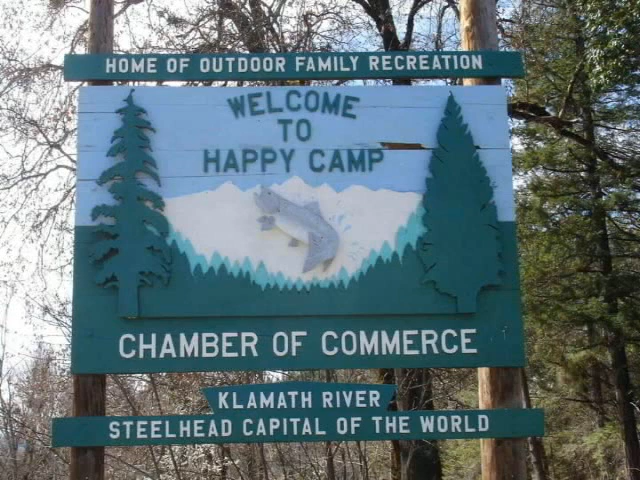 HOME OF OUTDOOR FAMILY RECREATION
WELCOME
TO
HAPPY CAMP
CHAMBER OF COMMERCE
KLAMATH RIVER
STEELHEAD CAPITAL OF THE WORLD